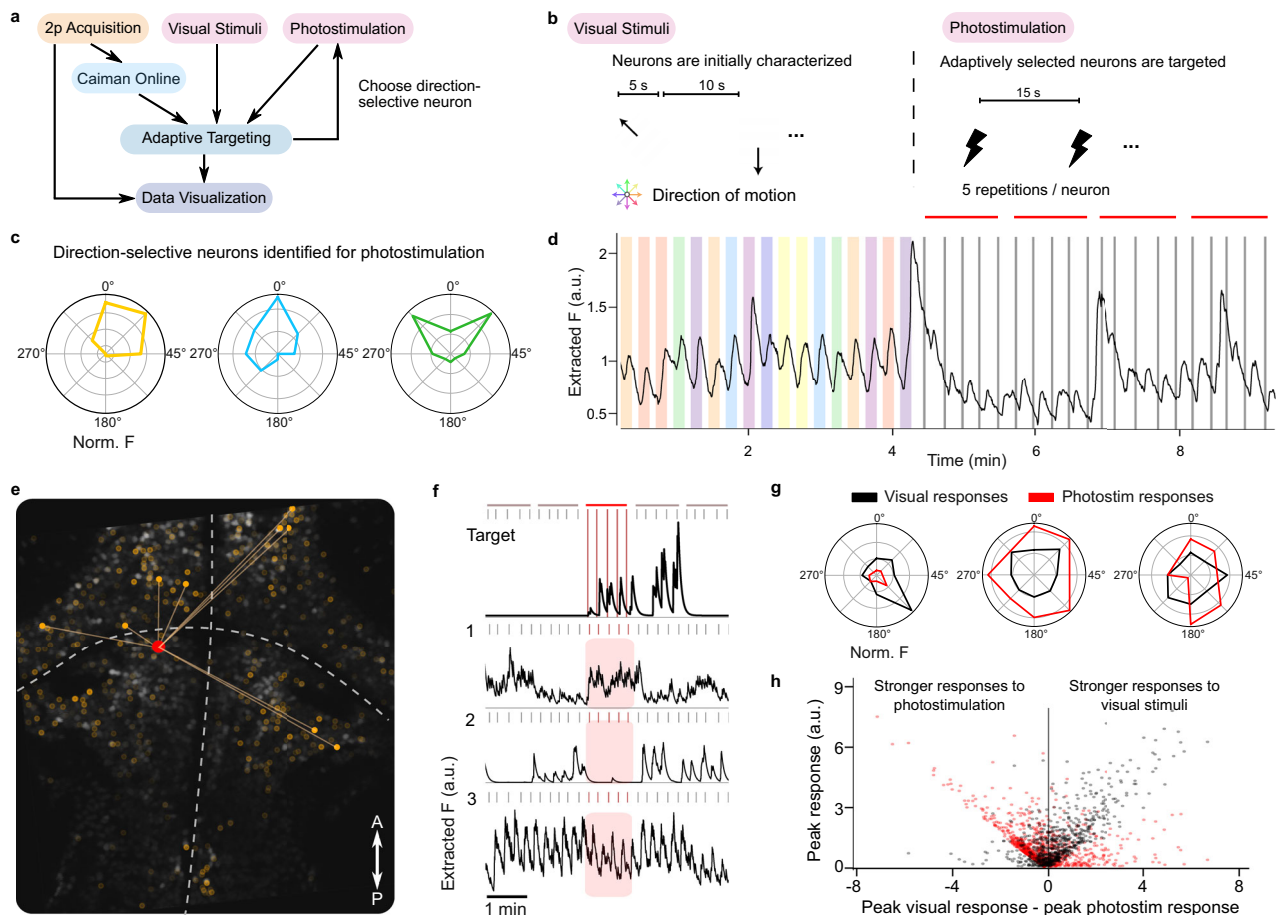 a
2p Acquisition
Visual Stimuli
Photostimulation
Caiman Online
Choose direction-
selective neuron
Adaptive Targeting
Data Visualization
b
Visual Stimuli
Photostimulation
Neurons are initially characterized
Adaptively selected neurons are targeted
5 s
10 s
15 s
...
...
Direction of motion
5 repetitions / neuron
c
Direction-selective neurons identified for photostimulation
0°
0°
0°
270°
45°
270°
45°
270°
45°
180°
180°
180°
Norm. F
d
Extracted F (a.u.)
2
1.5
1
0.5
2
4
6
8
Time (min)
e
A
P
f
Target
1
2
3
Extracted F (a.u.)
1 min
g
Visual responses
Photostim responses
0°
0°
0°
270°
45°
270°
45°
270°
45°
180°
180°
180°
Norm. F
h
Stronger responses to
photostimulation
Stronger responses to
visual stimuli
Peak response (a.u.)
9
6
3
0
-8
-4
0
4
8
Peak visual response - peak photostim response